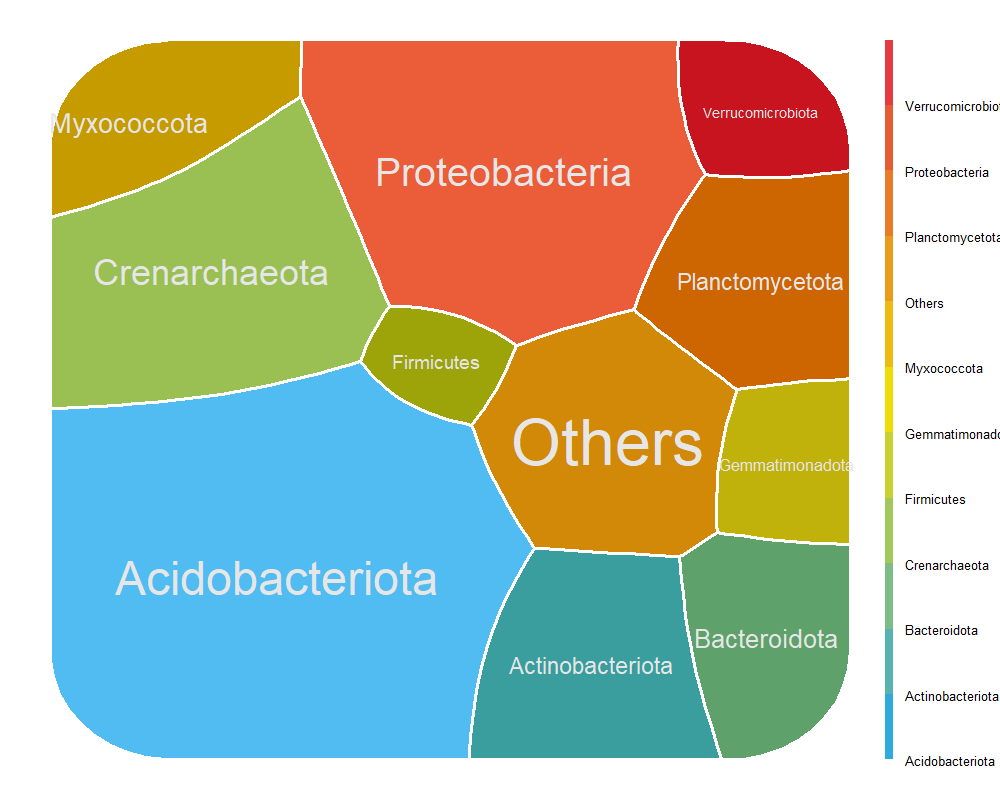 Myxococcota
Proteobacteria
Verrucomicrobiota
Crenarchaeota
Planctomycetota
Firmicutes
Others
Gemmatimonadota
Acidobacteriota
Actinobacteriota
Bacteroidota
Verrucomicrobiot
Proteobacteria
Planctomycetota
Others
Myxococcota
Gemmatimonado
Firmicutes
Crenarchaeota
Bacteroidota
Actinobacteriota
Acidobacteriota